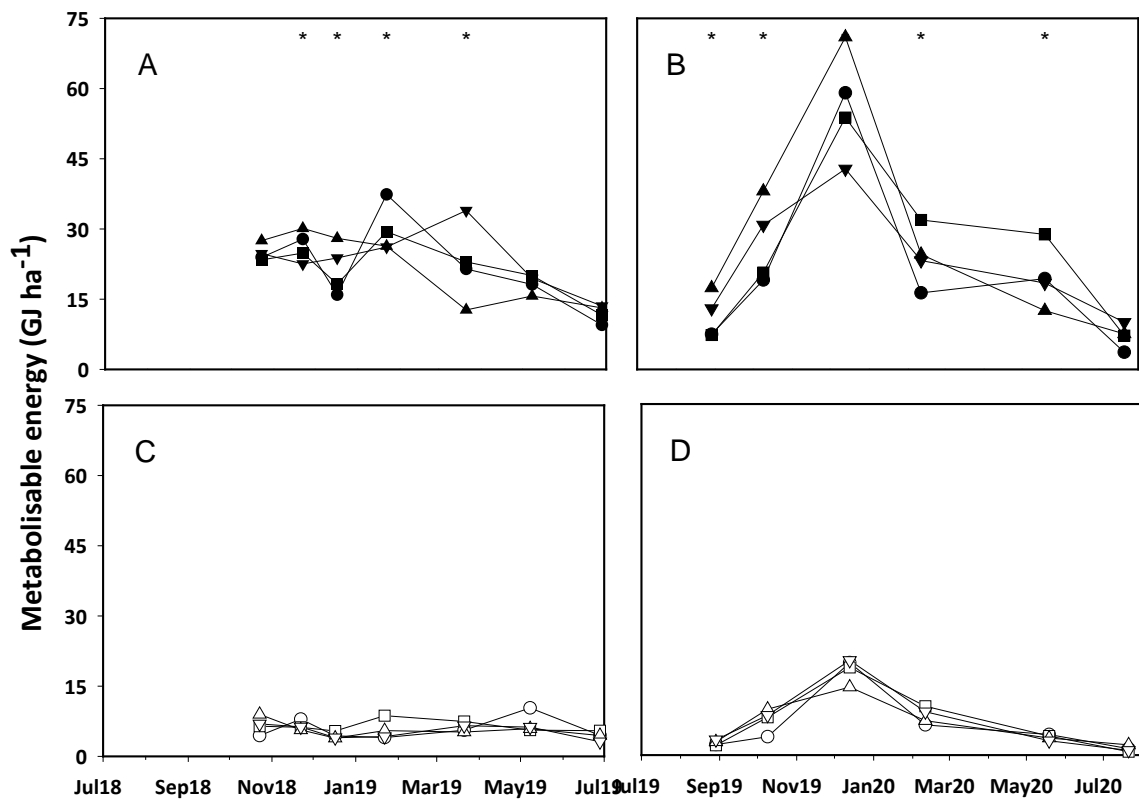 75
60
45
30
15
0
A
* * * *
B
* * * *
Metabolisable energy (GJ ha⁻¹)
75
60
45
30
15
0
C
D
Jul18 Sep18 Nov18 Jan19 Mar19 May19 Jul19
Jul19 Sep19 Nov19 Jan20 Mar20 May20 Jul20